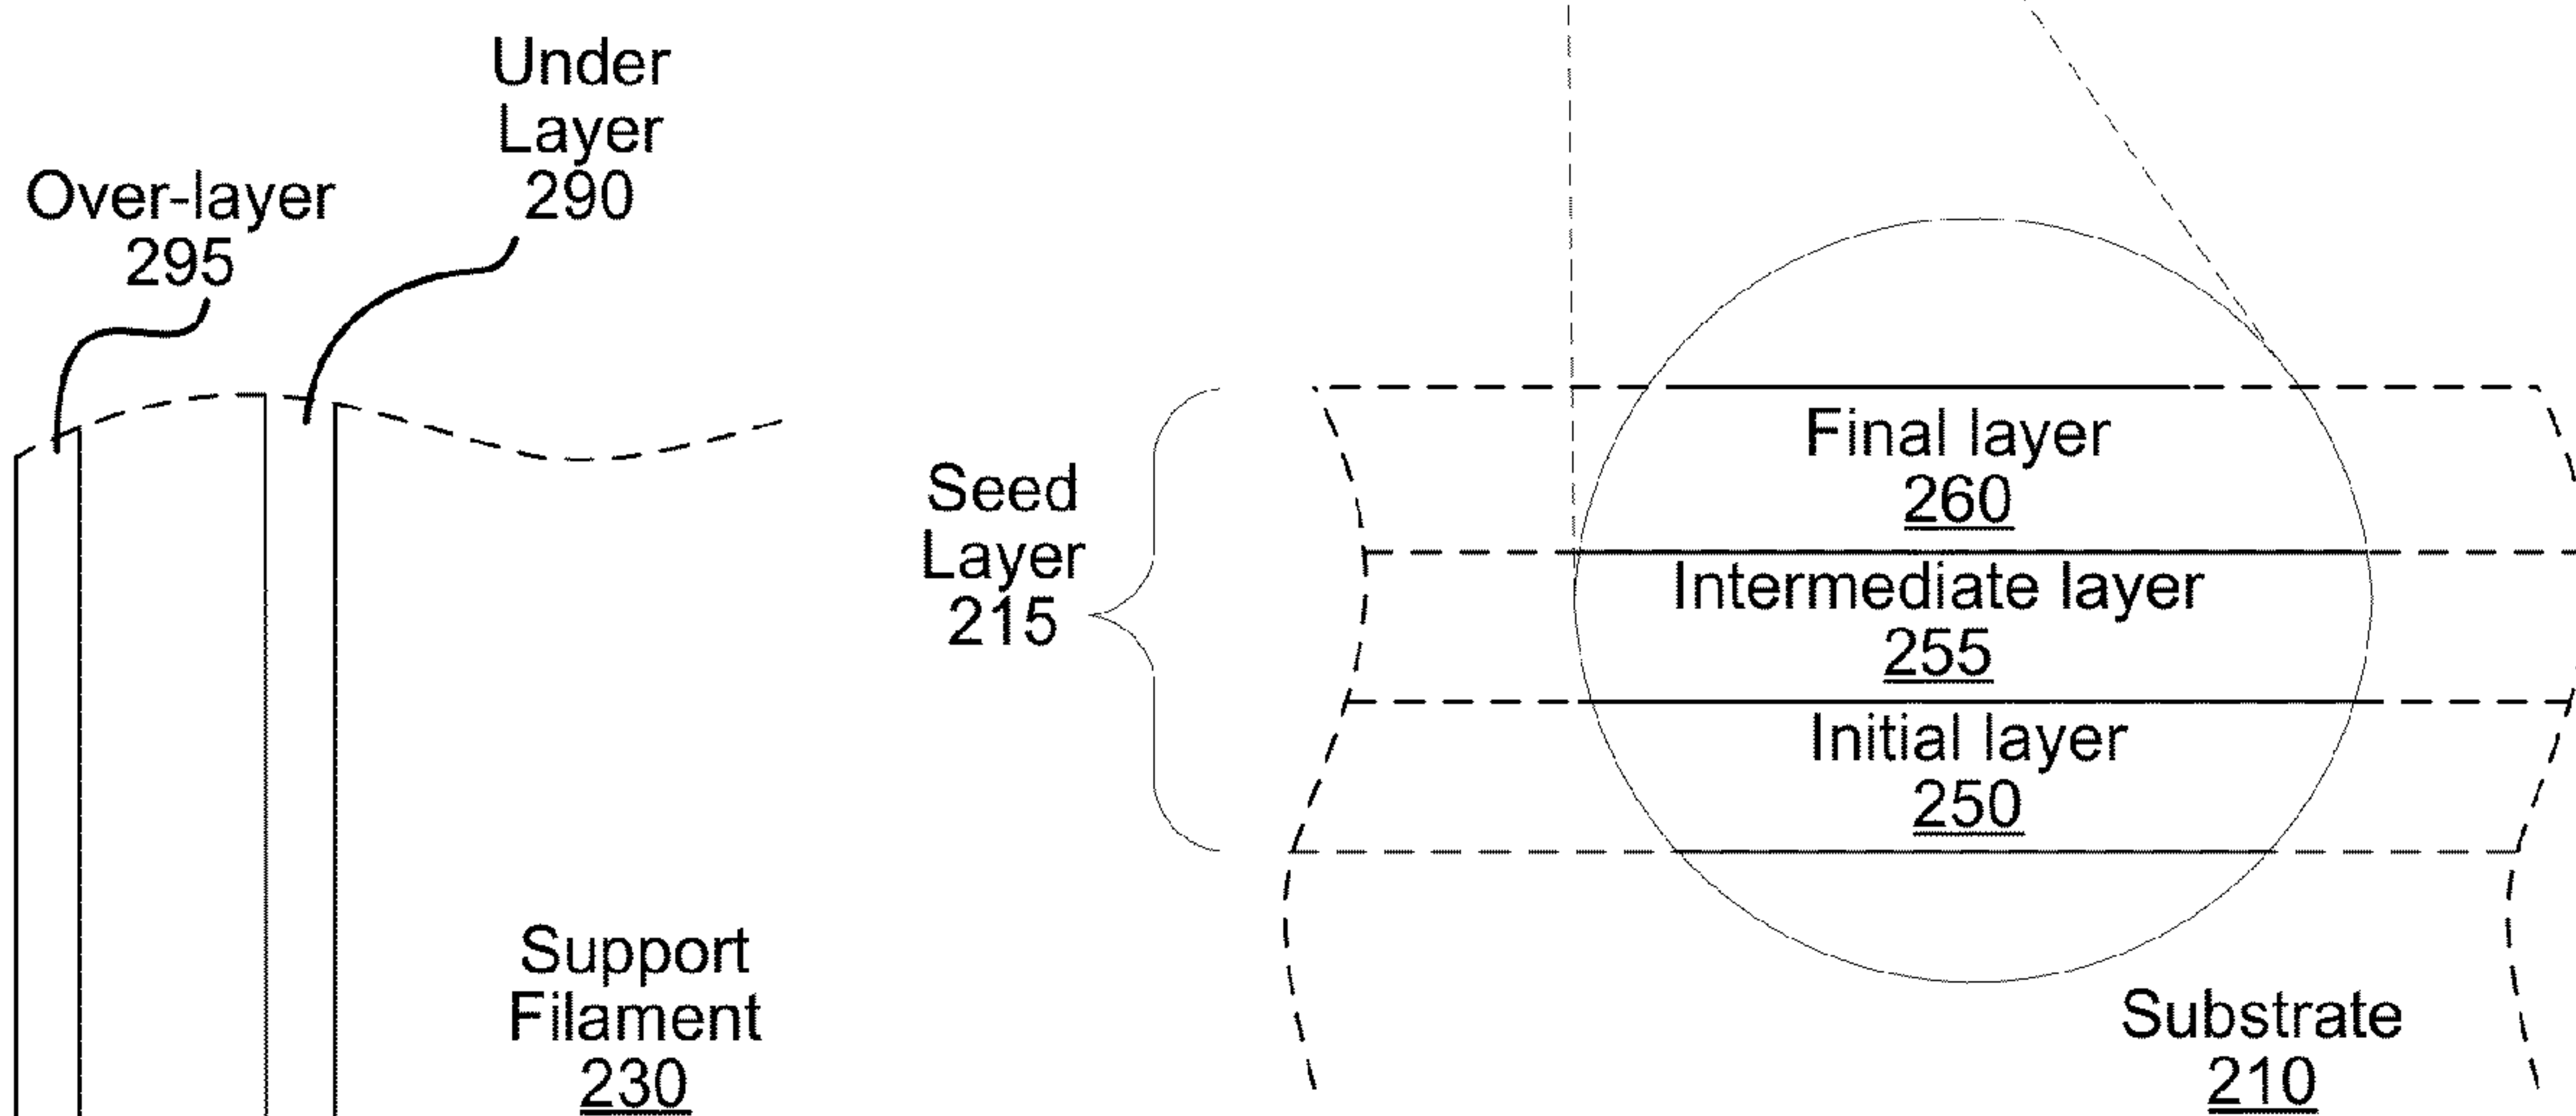 Under
Layer
290
Over-layer
295
Seed
Layer
215
Final layer
260
Intermediate layer
255
Initial layer
250
Support
Filament
230
Substrate
210